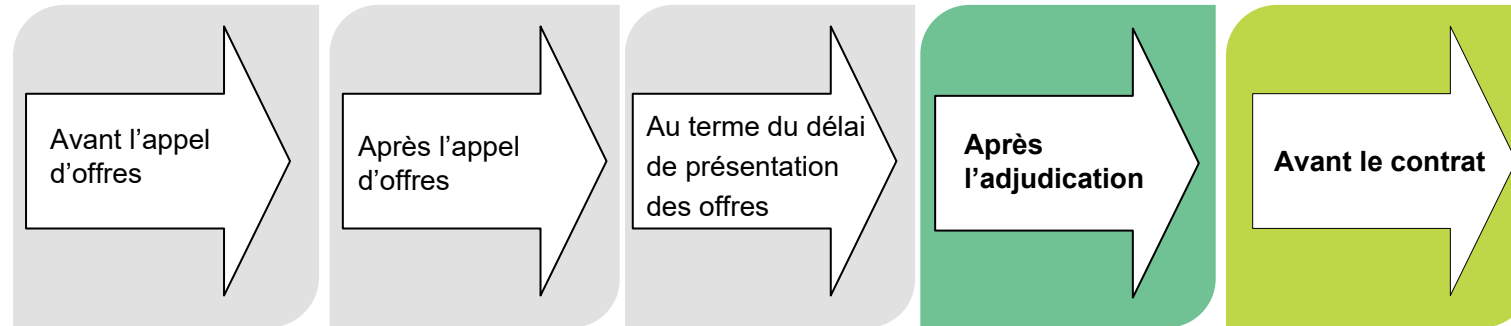 Avant l’appel
d’offres
Après l’appel
d’offres
Au terme du délai
de présentation
des offres
Après
l’adjudication
Avant le contrat